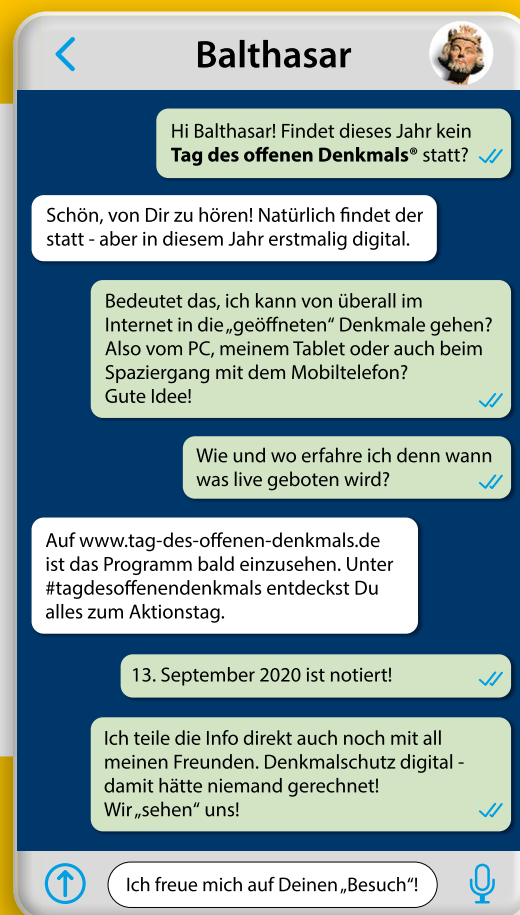 Balthasar
Hi Balthasar! Findet dieses Jahr kein
Tag des offenen Denkmals® statt?
Schön, von Dir zu hören! Natürlich findet der
statt - aber in diesem Jahr erstmalig digital.
Bedeutet das, ich kann von überall im
Internet in die „geöffneten“ Denkmale gehen?
Also vom PC, meinem Tablet oder auch beim
Spaziergang mit dem Mobiltelefon?
Gute Idee!
Wie und wo erfahre ich denn wann
was live geboten wird?
Auf www.tag-des-offenen-denkmals.de
ist das Programm bald einzusehen. Unter
#tagdesoffenendenkmals entdeckst Du
alles zum Aktionstag.
13. September 2020 ist notiert!
Ich teile die Info direkt auch noch mit all
meinen Freunden. Denkmalschutz digital -
damit hätte niemand gerechnet!
Wir „sehen“ uns!
Ich freue mich auf Deinen „Besuch“!